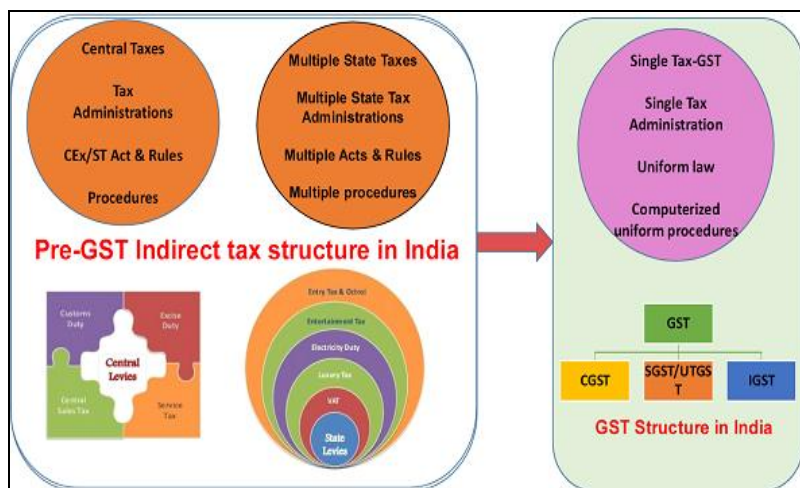 Central Taxes
Tax
Administrations
CEx/ST Act & Rules
Procedures
Multiple State Taxes
Multiple State Tax
Administrations
Multiple Acts & Rules
Multiple procedures
Pre-GST Indirect tax structure in India
Customs
Duty
Excise
Duty
Central Levies
Central
Sales Tax
Service
Tax
Entry Tax & Octroi
Entertainment Tax
Electricity Duty
Luxury Tax
VAT
State
Levies
Single Tax-GST
Single Tax
Administration
Uniform law
Computerized
uniform procedures
GST
CGST
SGST/UTGS
T
IGST
GST Structure in India